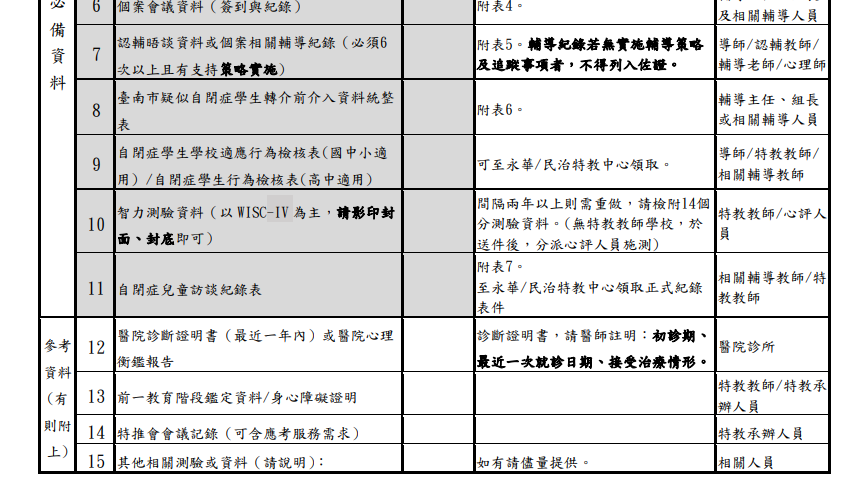 必
備
資
料
6 個案會議資料（簽到與紀錄） 附表4。
及相關輔導人員
7 認輔晤談資料或個案相關輔導紀錄（必須6
次以上且有支持策略實施）
附表5。輔導紀錄若無實施輔導策略
及追蹤事項者，不得列入佐證。
導師/認輔教師/
輔導老師/心理師
8 臺南市疑似自閉症學生轉介前介入資料統整
表
附表6。
輔導主任、組長
或相關輔導人員
9 自閉症學生學校適應行為檢核表(國中小適
用）/自閉症學生行為檢核表(高中適用)
可至永華/民治特教中心領取。
導師/特教教師/
相關輔導教師
10 智力測驗資料（以 WISC-IV 為主，請影印封
面、封底即可）
間隔兩年以上則需重做，請檢附14個
分測驗資料。(無特教教師學校，於
送件後，分派心評人員施測)
特教教師/心評人
員
11 自閉症兒童訪談紀錄表
附表7。
至永華/民治特教中心領取正式紀錄
表件
相關輔導教師/特
教教師
參考
資料
（有
則附
上）
12 醫院診斷證明書（最近一年內）或醫院心理
衡鑑報告
診斷證明書，請醫師註明：初診期、
最近一次就診日期、接受治療情形。
醫院診所
13 前一教育階段鑑定資料/身心障礙證明
特教教師/特教承
辦人員
14 特推會會議記錄（可含應考服務需求） 特教承辦人員
15 其他相關測驗或資料（請說明）： 如有請儘量提供。 相關人員